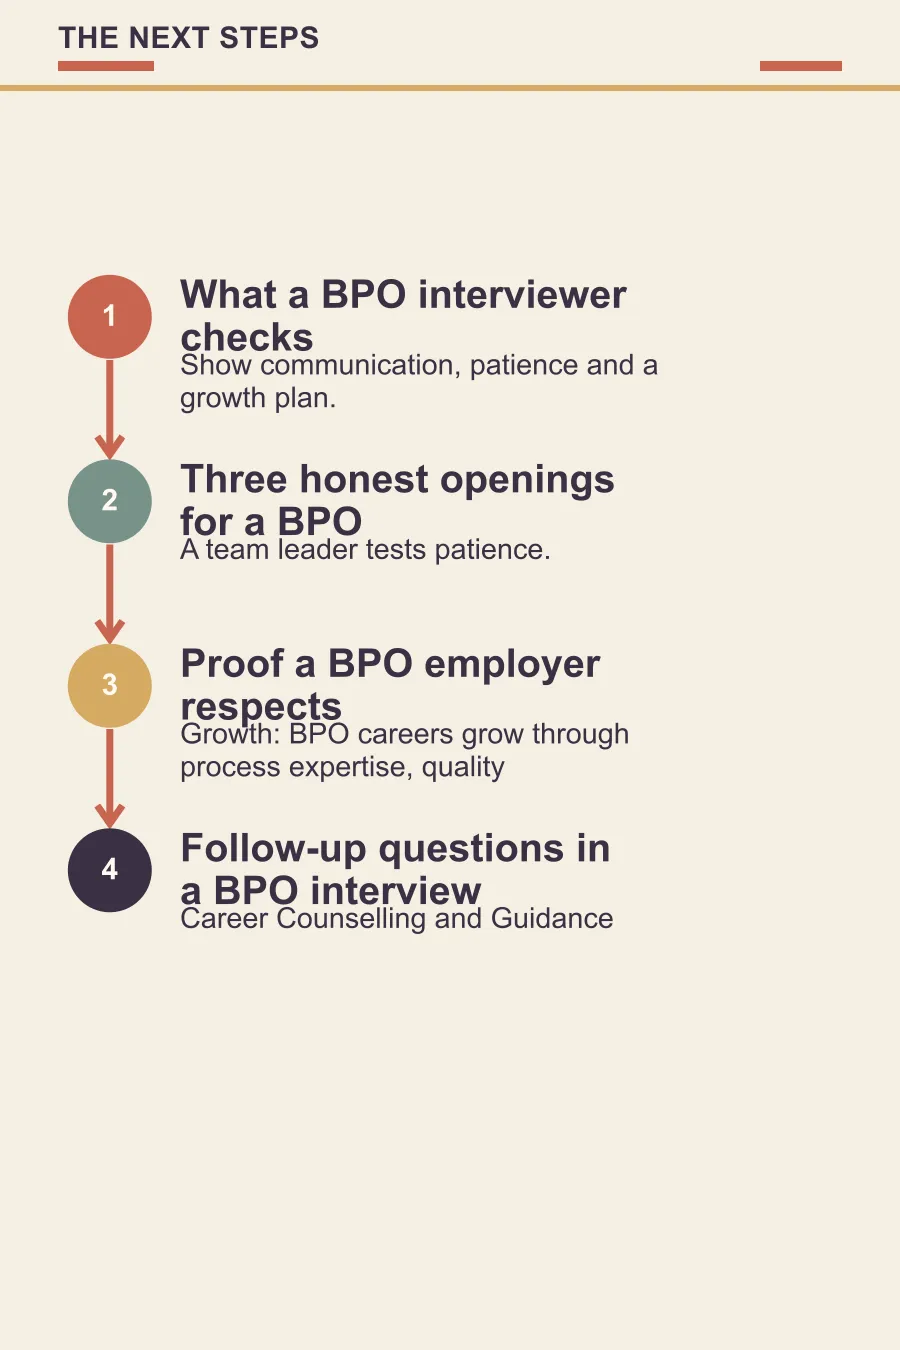 THE NEXT STEPS
1
What a BPO interviewer
checks
Show communication, patience and a
growth plan.
2
Three honest openings
for a BPO
A team leader tests patience.
3
Proof a BPO employer
respects
Growth: BPO careers grow through
process expertise, quality
4
Follow-up questions in
a BPO interview
Career Counselling and Guidance